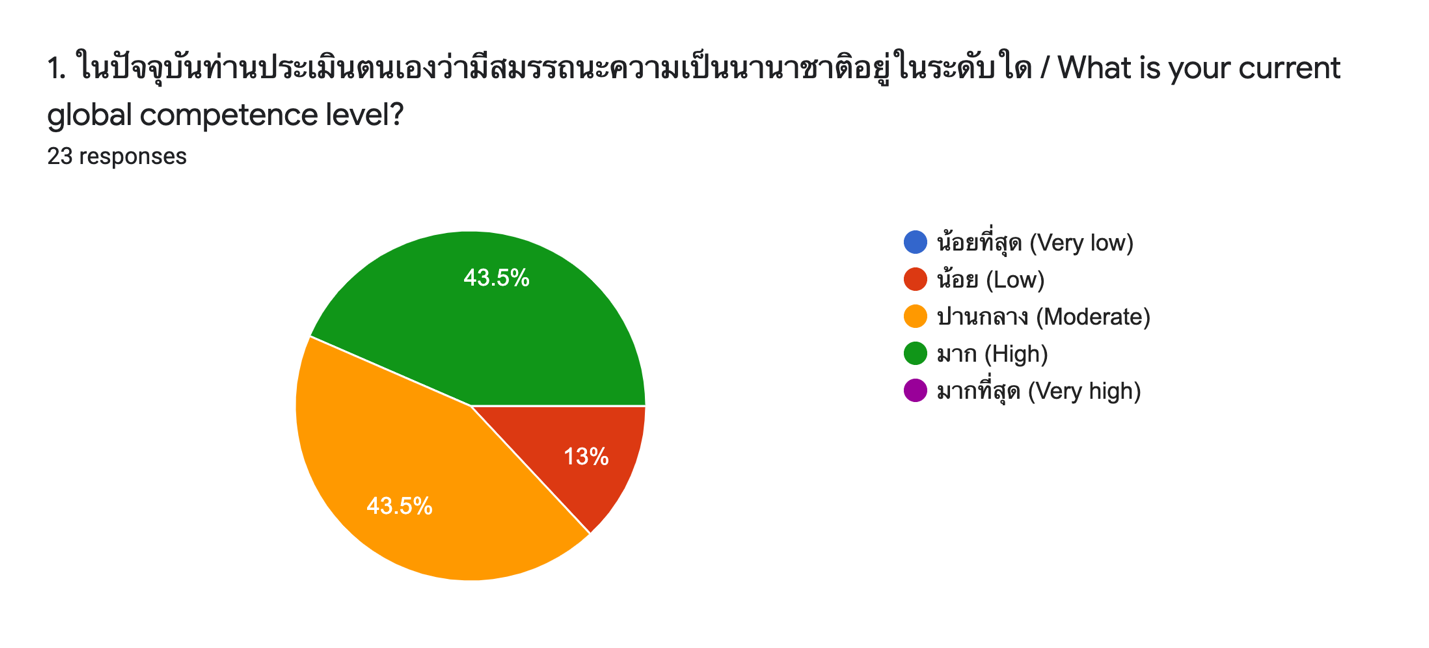 1. ในปัจจุบันท่านประเมินตนเองว่ามีสมรรถนะความเป็นนานาชาติอยู่ในระดับใด / What is your current
global competence level?
23 responses
43.5%
13%
43.5%
น้อยที่สุด (Very low)
น้อย (Low)
ปานกลาง (Moderate)
มาก (High)
มากที่สุด (Very high)